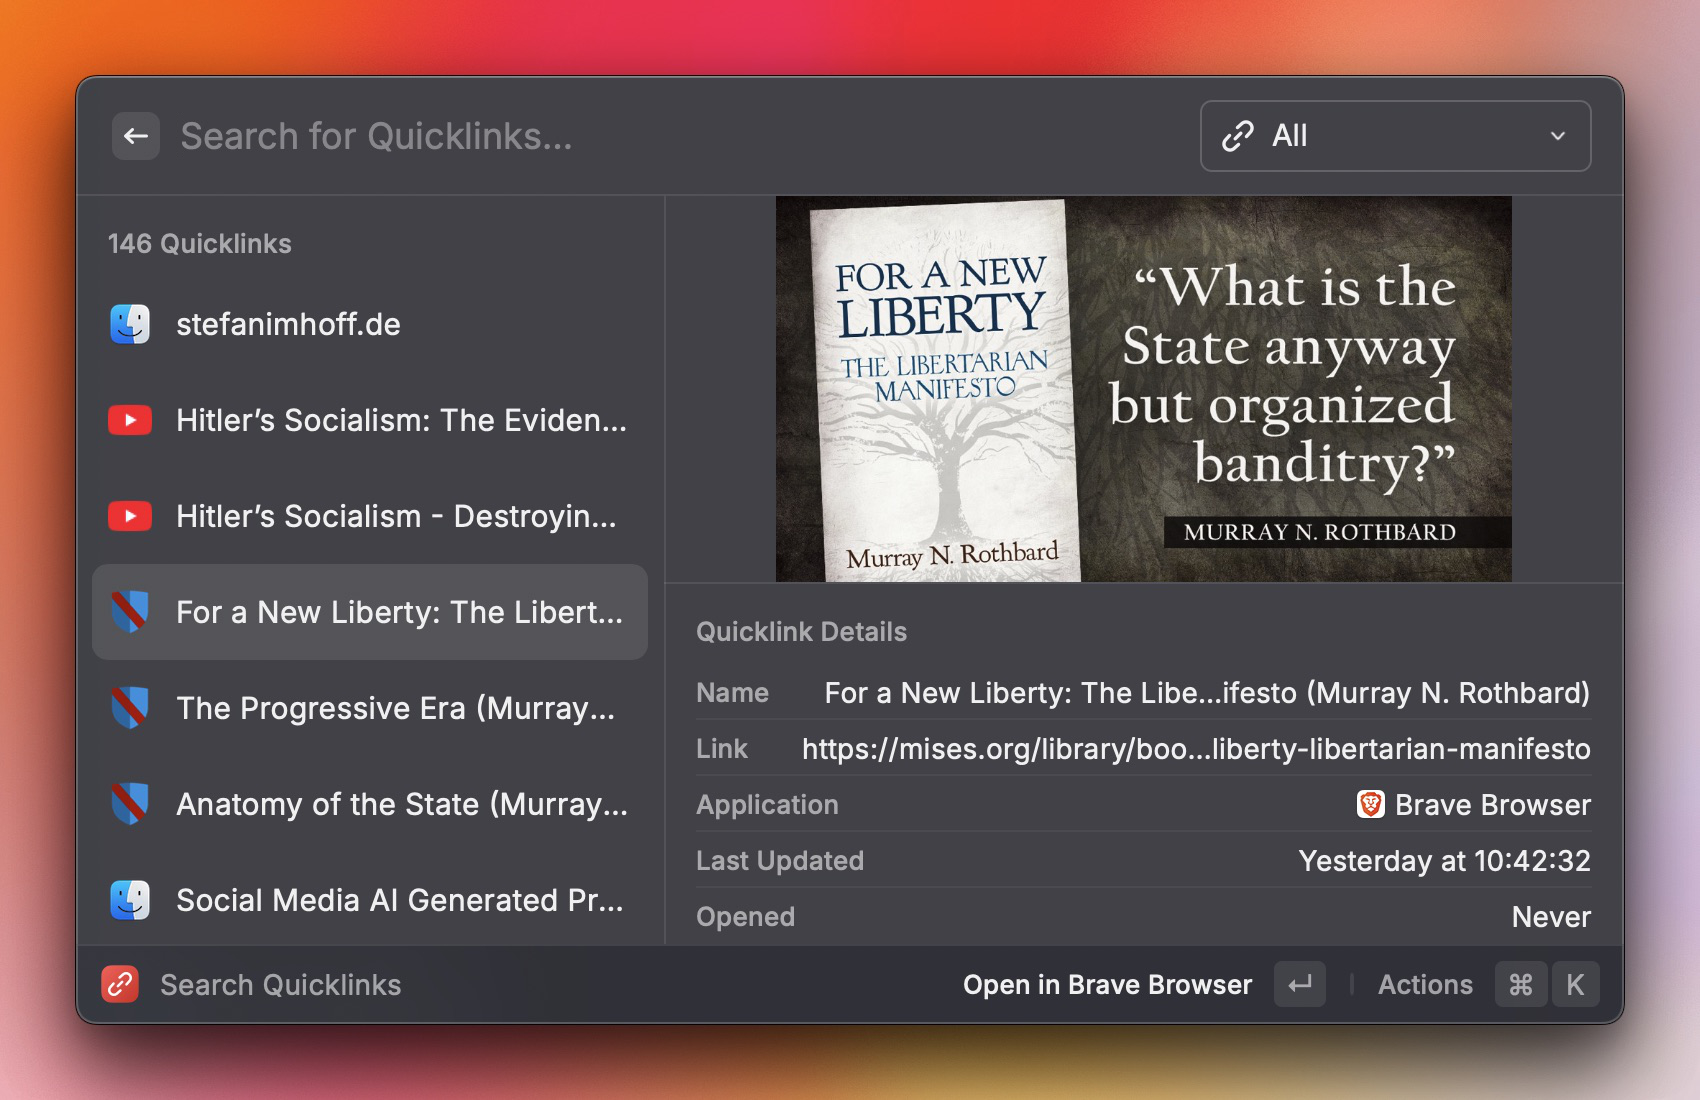 Search for Quicklinks...
All
146 Quicklinks
stefanimhoff.de
Hitler’s Socialism: The Eviden...
Hitler’s Socialism - Destroyin...
For a New Liberty: The Libert...
The Progressive Era (Murray...
Anatomy of the State (Murray...
Social Media AI Generated Pr...
FOR A NEW
LIBERTY
THE LIBERTARIAN
MANIFESTO
Murray N. Rothbard
“What is the
State anyway
but organized
banditry?”
MURRAY N. ROTHBARD
Quicklink Details
Name For a New Liberty: The Libe...ifesto (Murray N. Rothbard)
Link https://mises.org/library/boo...liberty-libertarian-manifesto
Application Brave Browser
Last Updated Yesterday at 10:42:32
Opened Never
Search Quicklinks
Open in Brave Browser ↵ Actions ⌘ K